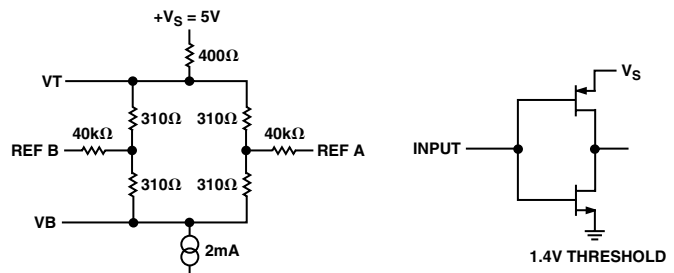 +VS = 5V
400Ω
VT
310Ω 310Ω
40kΩ 40kΩ
REF B REF A
310Ω 310Ω
VB
2mA
VS
INPUT
1.4V THRESHOLD